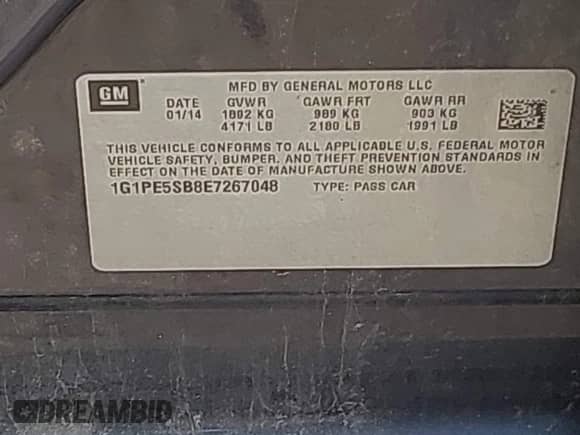 GM
MFD BY GENERAL MOTORS LLC
DATE GVWR GAWR FRT GAWR RR
01/14 1892 KG 989 KG 903 KG
4171 LB 2180 LB 1991 LB
THIS VEHICLE CONFORMS TO ALL APPLICABLE U.S. FEDERAL MOTOR
VEHICLE SAFETY, BUMPER, AND THEFT PREVENTION STANDARDS IN
EFFECT ON THE DATE OF MANUFACTURE SHOWN ABOVE.
1G1PE5SB8E7267048 TYPE: PASS CAR
DREAMBID